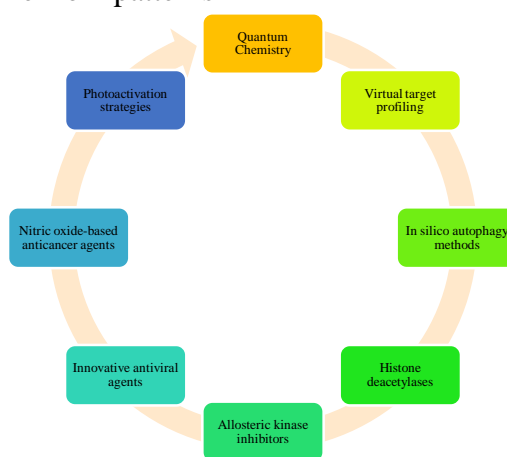 Quantum
Chemistry
Virtual target
profiling
In silico autophagy
methods
Histone
deacetylases
Allosteric kinase
inhibitors
Innovative antiviral
agents
Nitric oxide-based
anticancer agents
Photoactivation
strategies